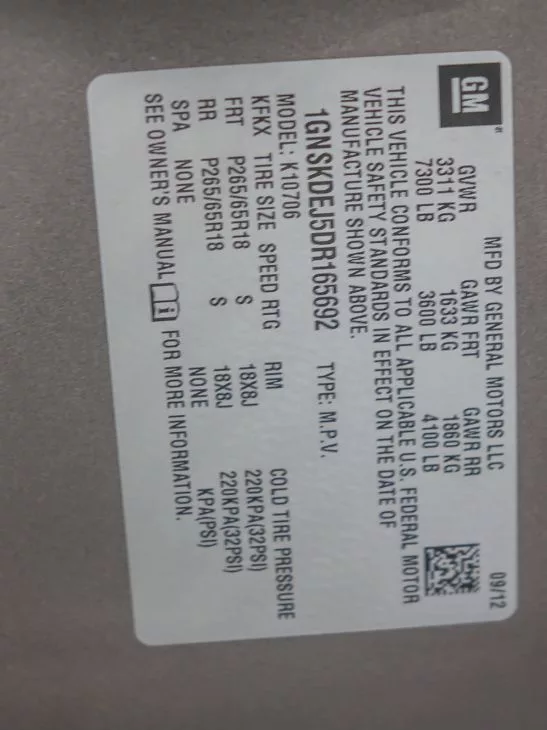 GM
MFD BY GENERAL MOTORS LLC 09/12
GVWR GAWR FRT GAWR RR
3311 KG 1633 KG 1860 KG
7300 LB 3600 LB 4100 LB
THIS VEHICLE CONFORMS TO ALL APPLICABLE U.S. FEDERAL MOTOR
VEHICLE SAFETY STANDARDS IN EFFECT ON THE DATE OF
MANUFACTURE SHOWN ABOVE.
1GNSKDEJ5DR165692 TYPE: M.P.V.
MODEL: K10706
KFKX TIRE SIZE SPEED RTG RIM COLD TIRE PRESSURE
FRT P265/65R18 S 18X8J 220KPA(32PSI)
RR P265/65R18 S 18X8J 220KPA(32PSI)
SPA NONE NONE KPA(PSI)
SEE OWNER'S MANUAL FOR MORE INFORMATION.